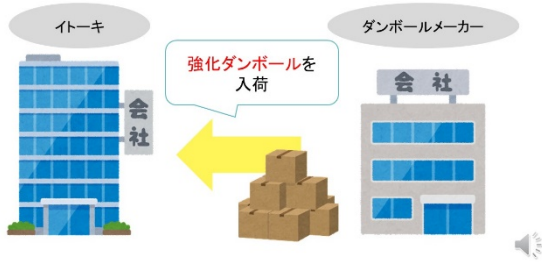 イトーキ
ダンボールメーカー
強化ダンボールを
入荷
会社
会社